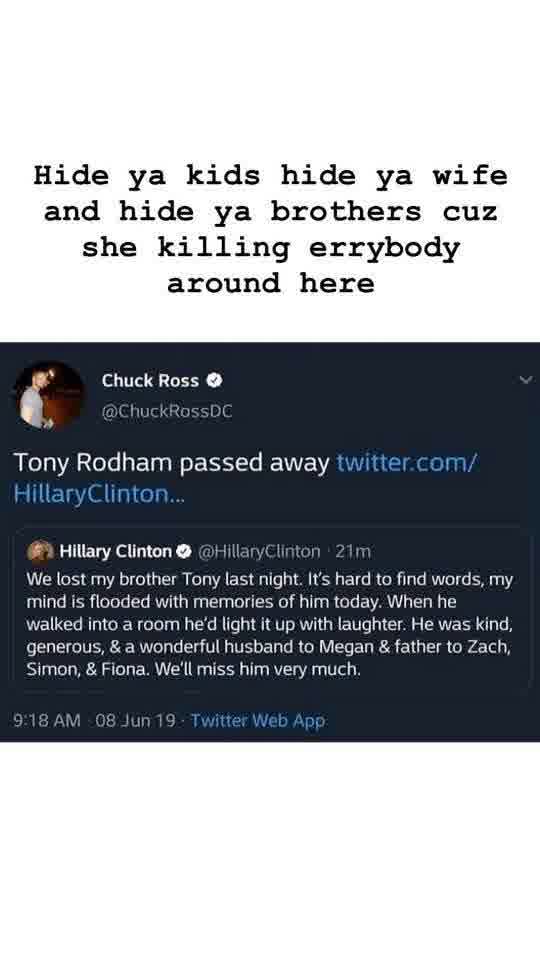 Hide ya kids hide ya wife
and hide ya brothers cuz
she killing errybody
around here
Chuck Ross
@ChuckRossDC
Tony Rodham passed away twitter.com/
HillaryClinton...
Hillary Clinton @HillaryClinton · 21m
We lost my brother Tony last night. It's hard to find words, my
mind is flooded with memories of him today. When he
walked into a room he'd light it up with laughter. He was kind,
generous, & a wonderful husband to Megan & father to Zach,
Simon, & Fiona. We'll miss him very much.
9:18 AM · 08 Jun 19 · Twitter Web App